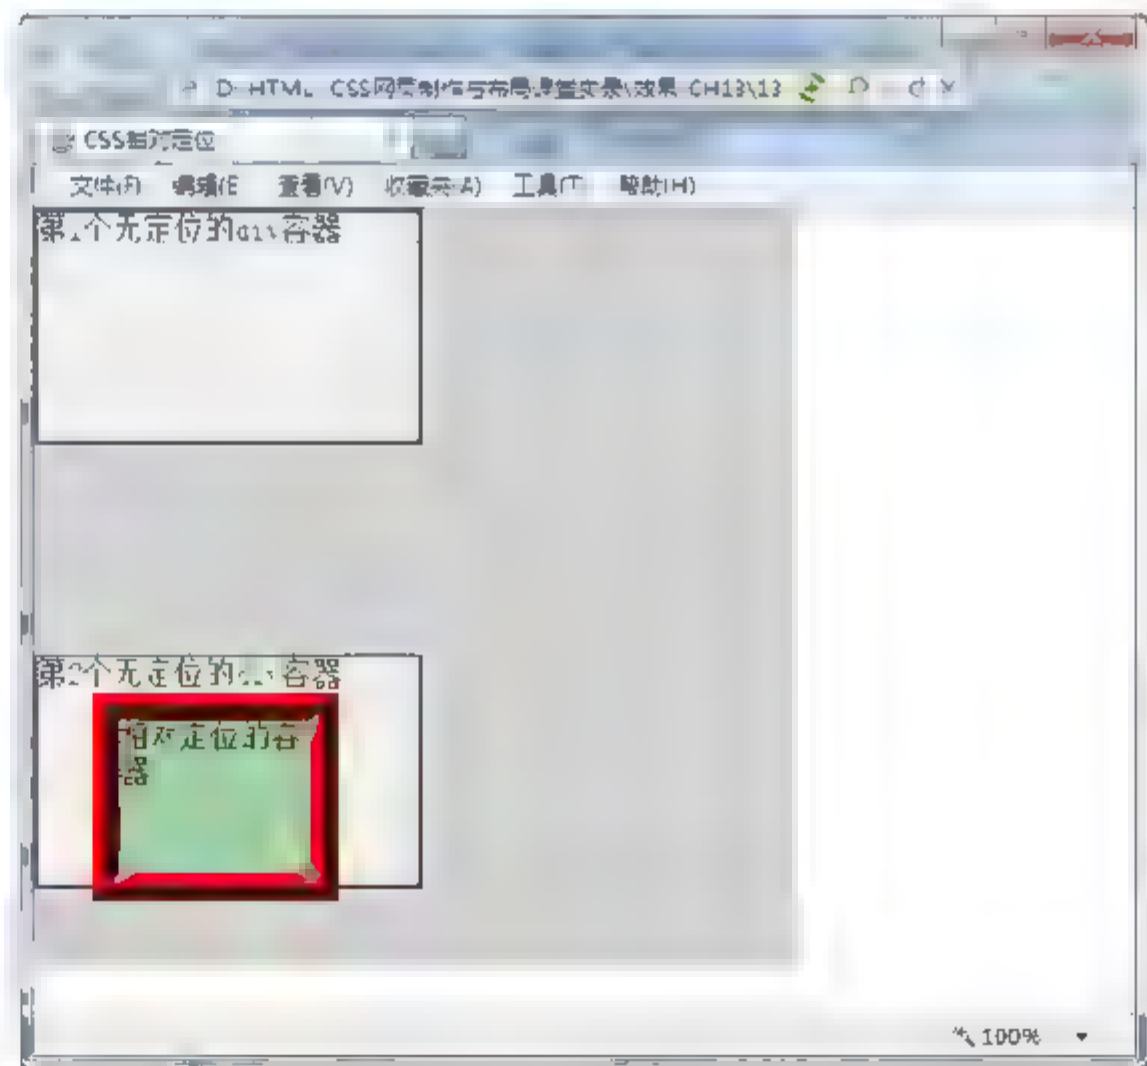 D:\HTML CSS网页制作与布局 实录\效果\CH13\13
CSS相对定位
文件(F) 编辑(E) 查看(V) 收藏夹(A) 工具(T) 帮助(H)
第1个无定位的div容器
第2个无定位的div容器
相对定位的容
器
100%